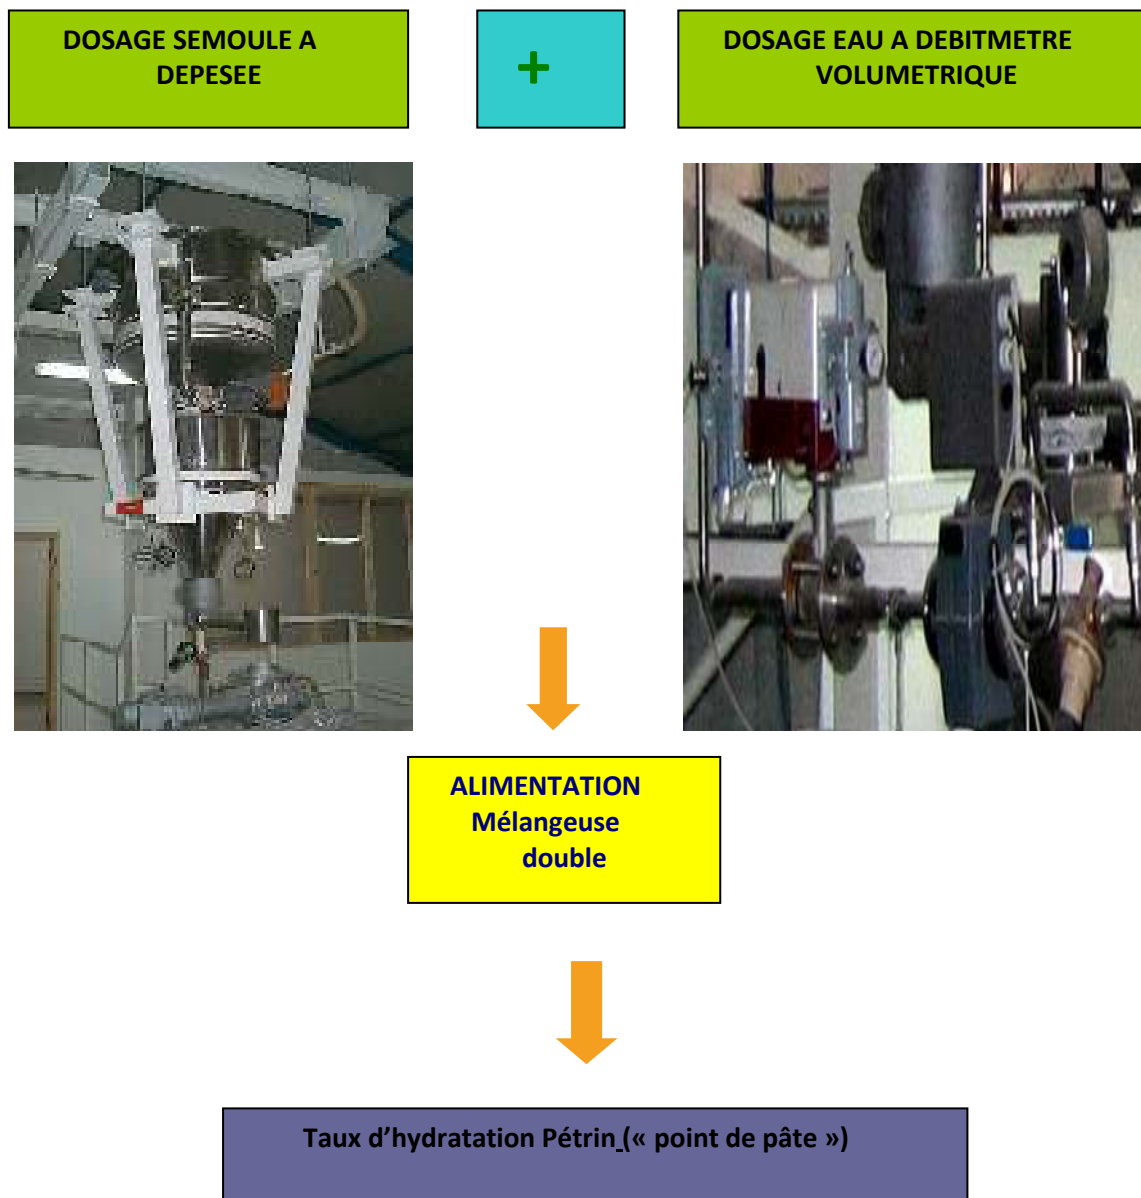 DOSAGE SEMOULE A
DEPESEE
+
DOSAGE EAU A DEBITMETRE
VOLUMETRIQUE
ALIMENTATION
Mélangeuse
double
Taux d’hydratation Pétrin (« point de pâte »)